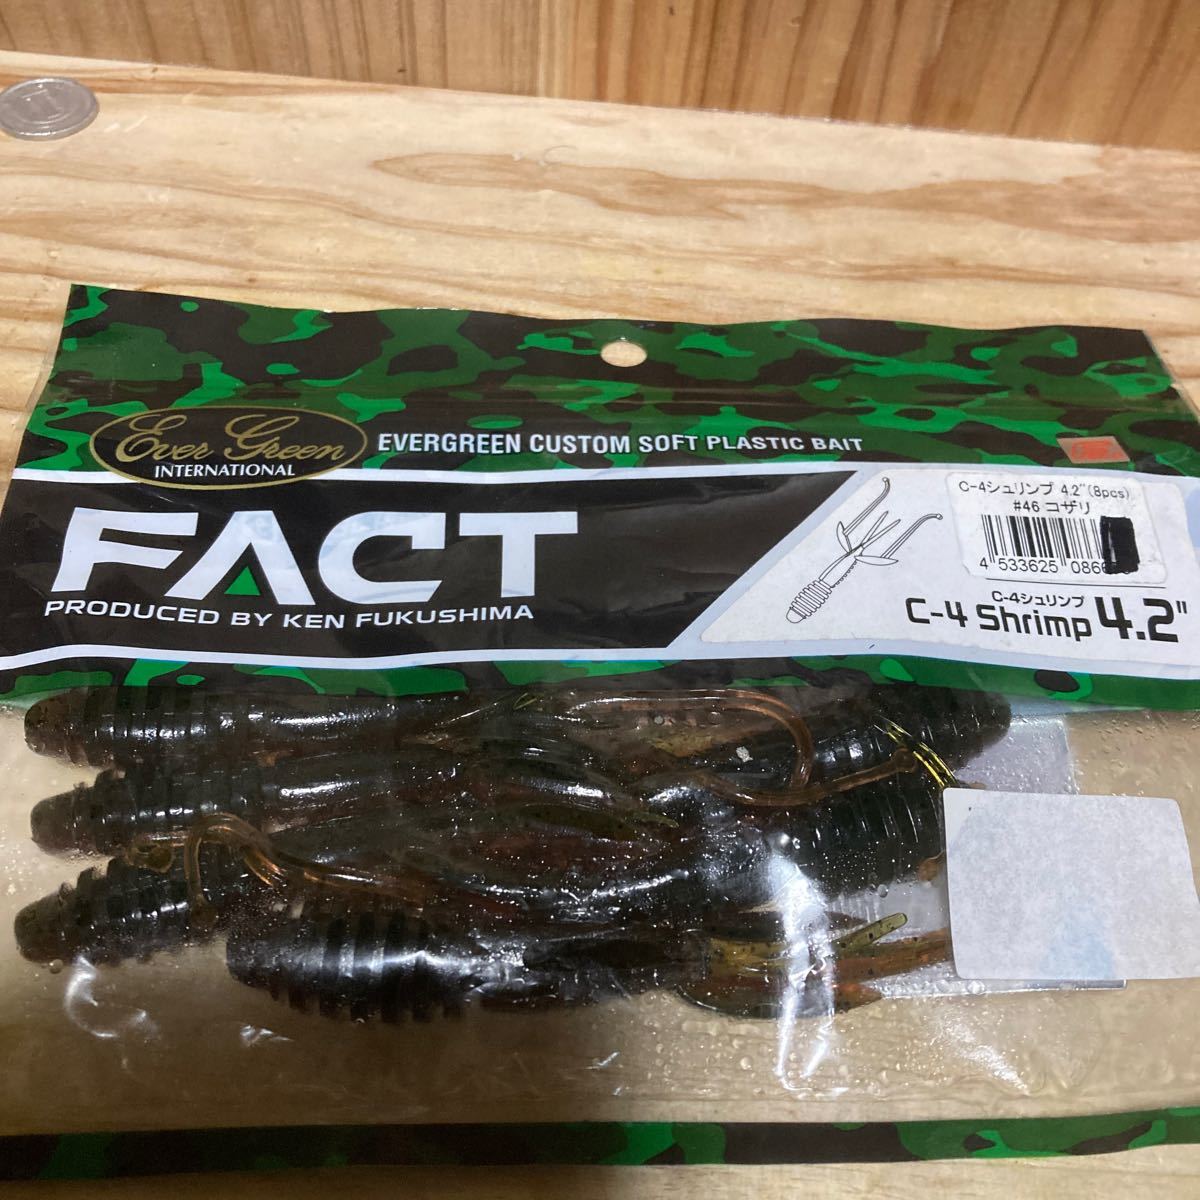 Ever Green
INTERNATIONAL
EVERGREEN CUSTOM SOFT PLASTIC BAIT
FACT
PRODUCED BY KEN FUKUSHIMA
C-4シュリンプ 4.2"(8pcs)
#46 コザリ
4 533625 086
C-4シュリンプ
C-4 Shrimp 4.2"